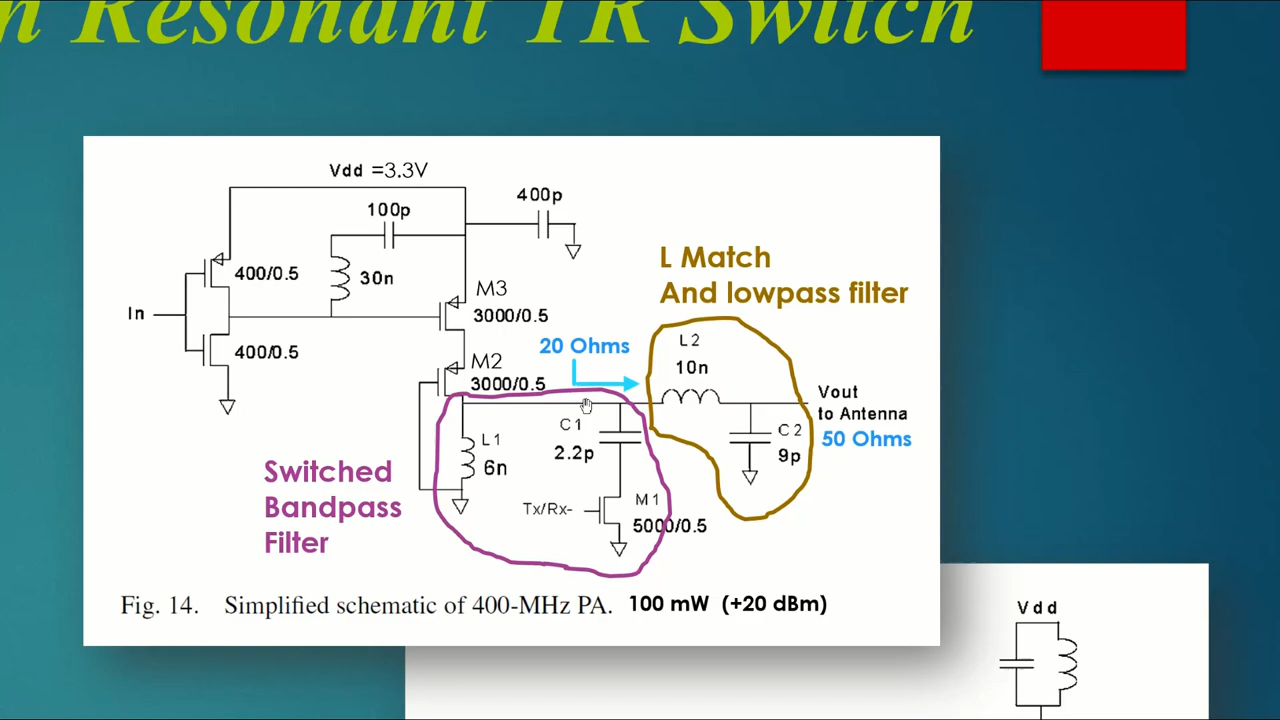 n Resonant TR Switch
Vdd =3.3V
400p
100p
400/0.5
30n
In
M3
3000/0.5
400/0.5
M2
3000/0.5
20 Ohms
L Match
And lowpass filter
L2
10n
Vout
to Antenna
50 Ohms
C1
2.2p
C2
9p
L1
6n
Switched
Bandpass
Filter
Tx/Rx-
M1
5000/0.5
Fig. 14. Simplified schematic of 400-MHz PA. 100 mW (+20 dBm)
Vdd